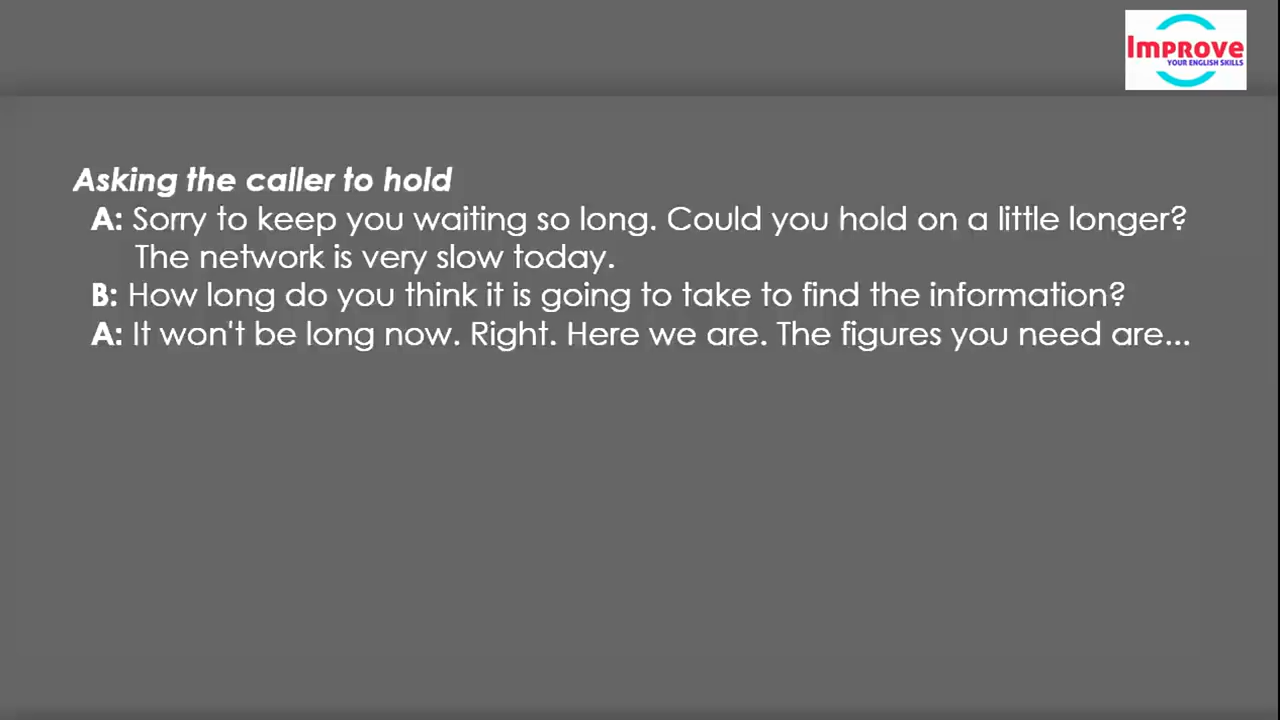 Improve
YOUR ENGLISH SKILLS
Asking the caller to hold
A: Sorry to keep you waiting so long. Could you hold on a little longer?
The network is very slow today.
B: How long do you think it is going to take to find the information?
A: It won't be long now. Right. Here we are. The figures you need are...